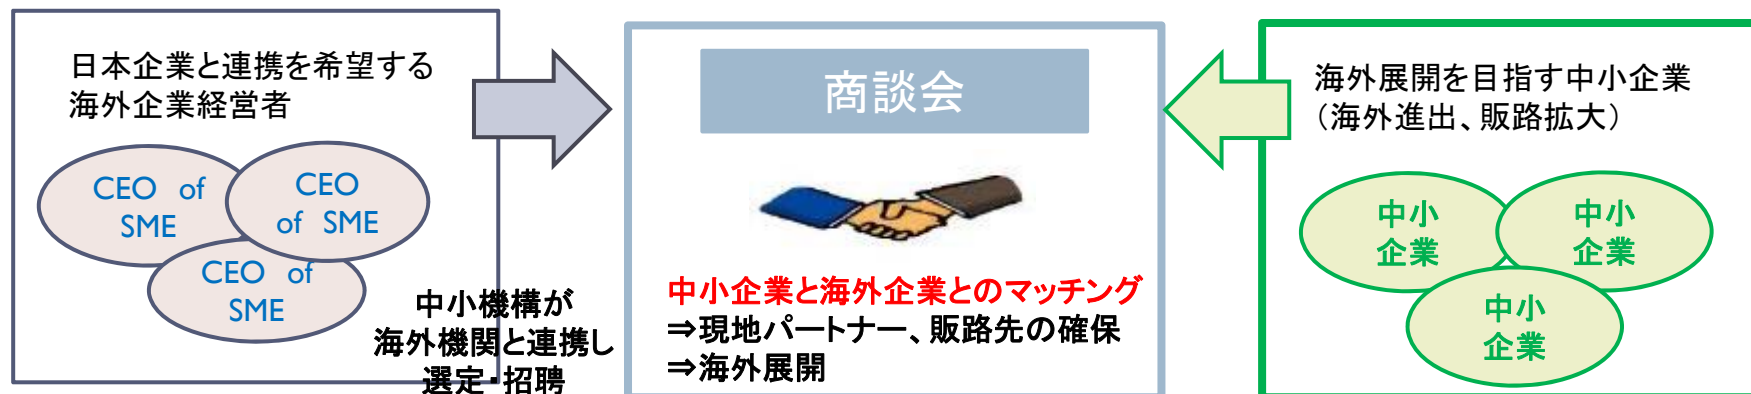 日本企業と連携を希望する
海外企業経営者
CEO of
SME
CEO
of SME
CEO of
SME
中小機構が
海外機関と連携し
選定・招聘
商談会
中小企業と海外企業とのマッチング
⇒現地パートナー、販路先の確保
⇒海外展開
海外展開を目指す中小企業
（海外進出、販路拡大）
中小
企業
中小
企業
中小
企業